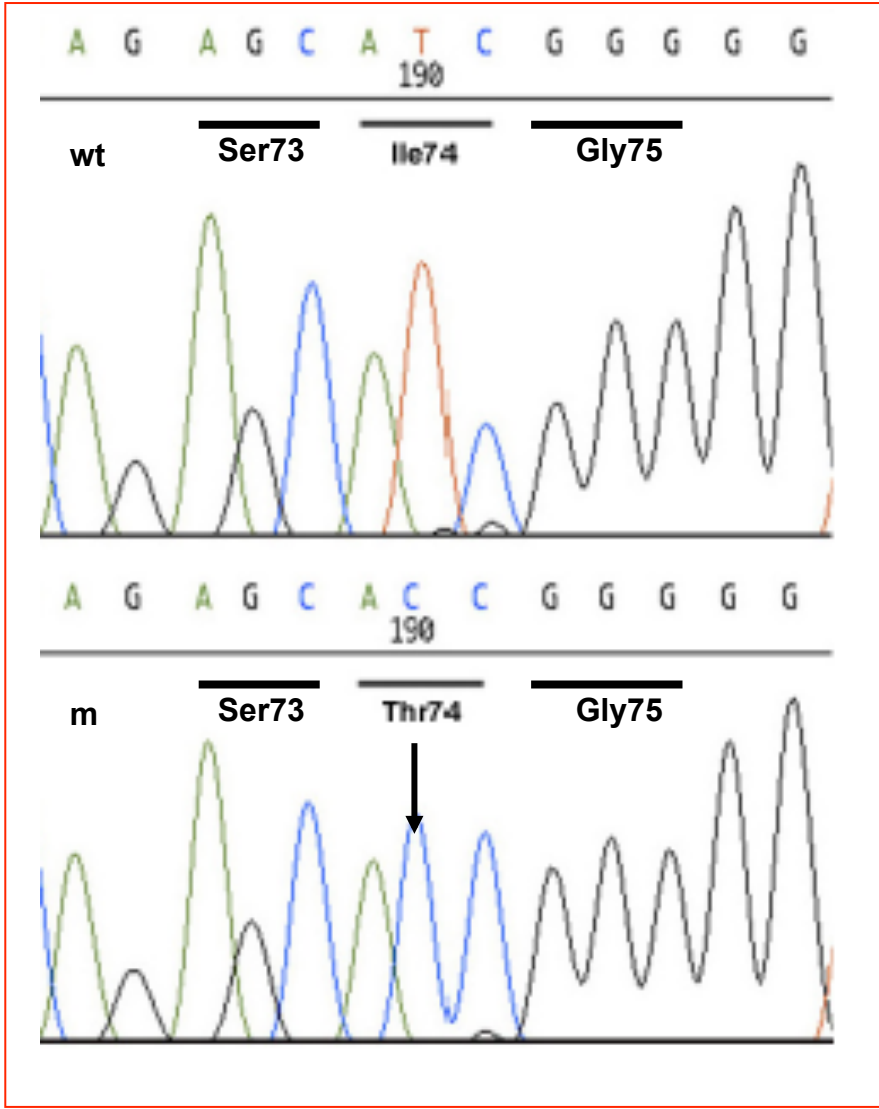 A G A G C A T C G G G G G
190
Ser73 Ile74 Gly75
wt
A G A G C A C C G G G G G
190
Ser73 Thr74 Gly75
m